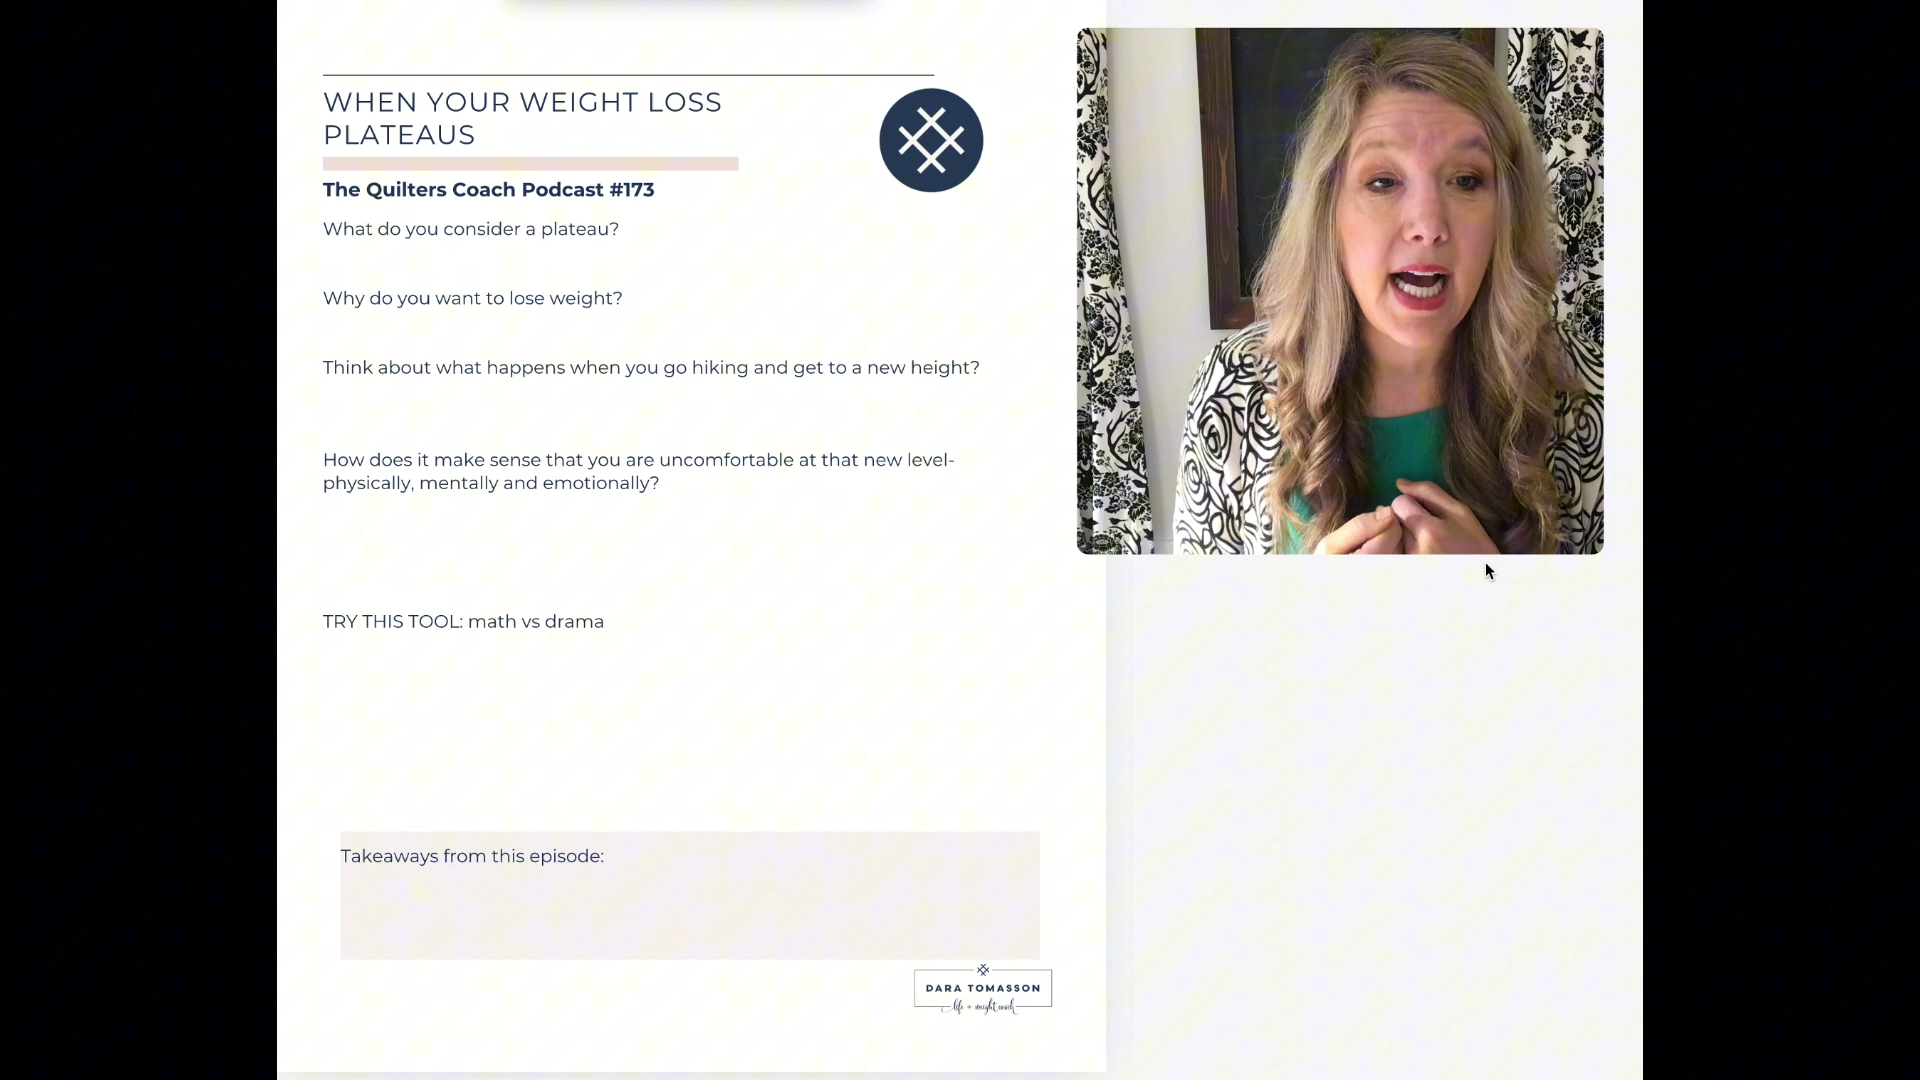 WHEN YOUR WEIGHT LOSS
PLATEAUS
The Quilters Coach Podcast #173
What do you consider a plateau?
Why do you want to lose weight?
Think about what happens when you go hiking and get to a new height?
How does it make sense that you are uncomfortable at that new level-
physically, mentally and emotionally?
TRY THIS TOOL: math vs drama
Takeaways from this episode:
DARA TOMASSON
life + weight coach